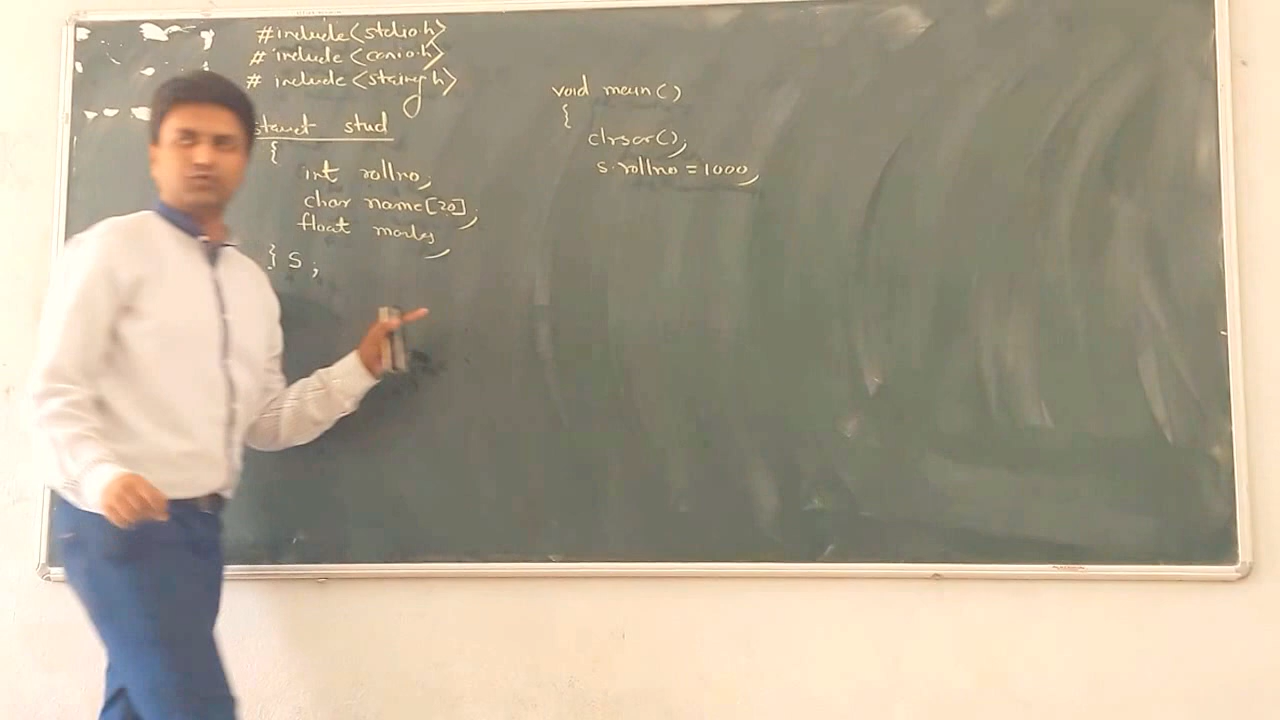 #include<stdio.h>
#include<conio.h>
# include<string.h>
struct stud
{
int rollno;
char name[20];
float marks;
} s;
void main()
{
clrscr();
s.rollno = 1000;